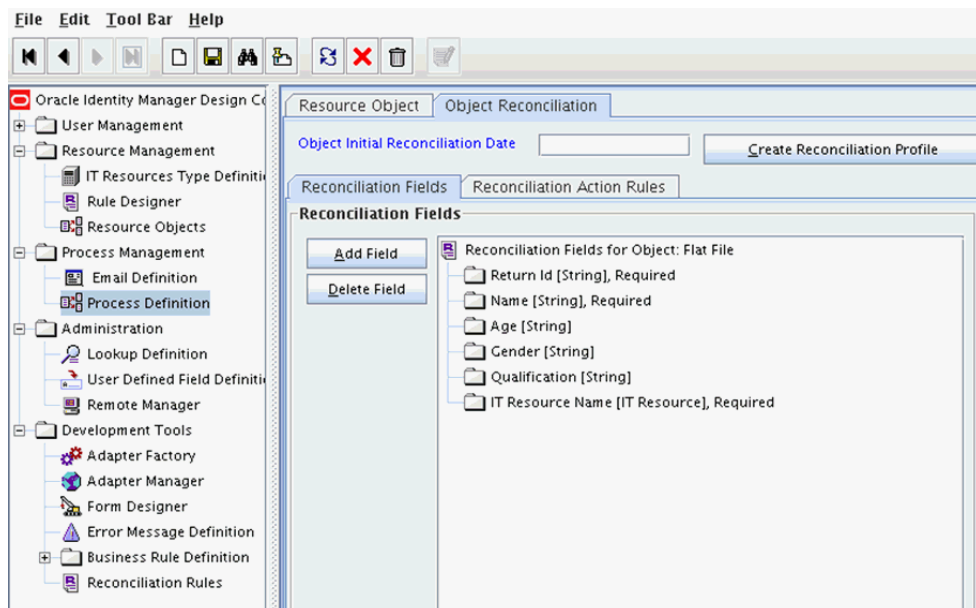 File Edit Tool Bar Help
Oracle Identity Manager Design Co
User Management
Resource Management
IT Resources Type Definiti
Rule Designer
Resource Objects
Process Management
Email Definition
Process Definition
Administration
Lookup Definition
User Defined Field Definiti
Remote Manager
Development Tools
Adapter Factory
Adapter Manager
Form Designer
Error Message Definition
Business Rule Definition
Reconciliation Rules
Resource Object Object Reconciliation
Object Initial Reconciliation Date Create Reconciliation Profile
Reconciliation Fields Reconciliation Action Rules
Reconciliation Fields
Add Field
Delete Field
Reconciliation Fields for Object: Flat File
Return Id [String], Required
Name [String], Required
Age [String]
Gender [String]
Qualification [String]
IT Resource Name [IT Resource], Required